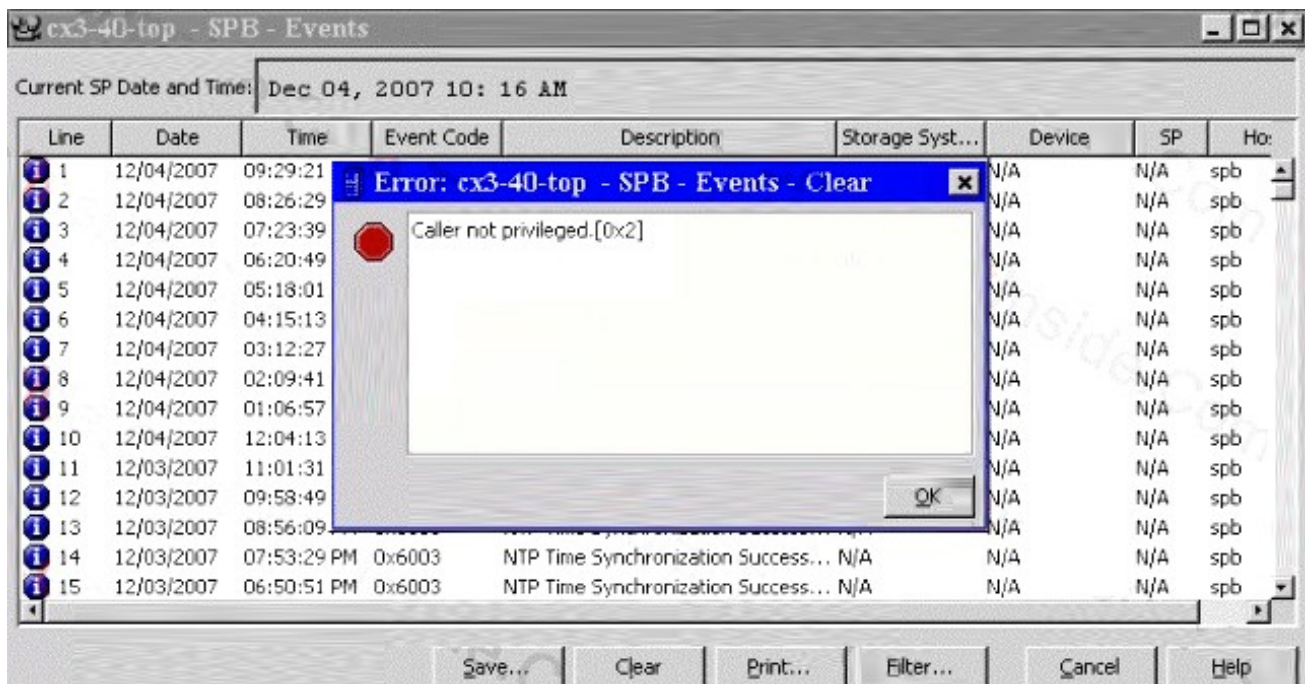 cx3-40-top - SPB - Events
Current SP Date and Time: Dec 04, 2007 10: 16 AM
Line Date Time Event Code Description Storage Syst... Device SP Ho
1 12/04/2007 09:29:21 N/A N/A spb
2 12/04/2007 08:26:29 N/A N/A spb
3 12/04/2007 07:23:39 N/A N/A spb
4 12/04/2007 06:20:49 N/A N/A spb
5 12/04/2007 05:18:01 N/A N/A spb
6 12/04/2007 04:15:13 N/A N/A spb
7 12/04/2007 03:12:27 N/A N/A spb
8 12/04/2007 02:09:41 N/A N/A spb
9 12/04/2007 01:06:57 N/A N/A spb
10 12/04/2007 12:04:13 N/A N/A spb
11 12/03/2007 11:01:31 N/A N/A spb
12 12/03/2007 09:58:49 N/A N/A spb
13 12/03/2007 08:56:09 N/A N/A spb
14 12/03/2007 07:53:29 PM 0x6003 NTP Time Synchronization Success... N/A N/A N/A spb
15 12/03/2007 06:50:51 PM 0x6003 NTP Time Synchronization Success... N/A N/A N/A spb
Error: cx3-40-top - SPB - Events - Clear
Caller not privileged.[0x2]
OK
Save... Clear Print... Filter... Cancel Help